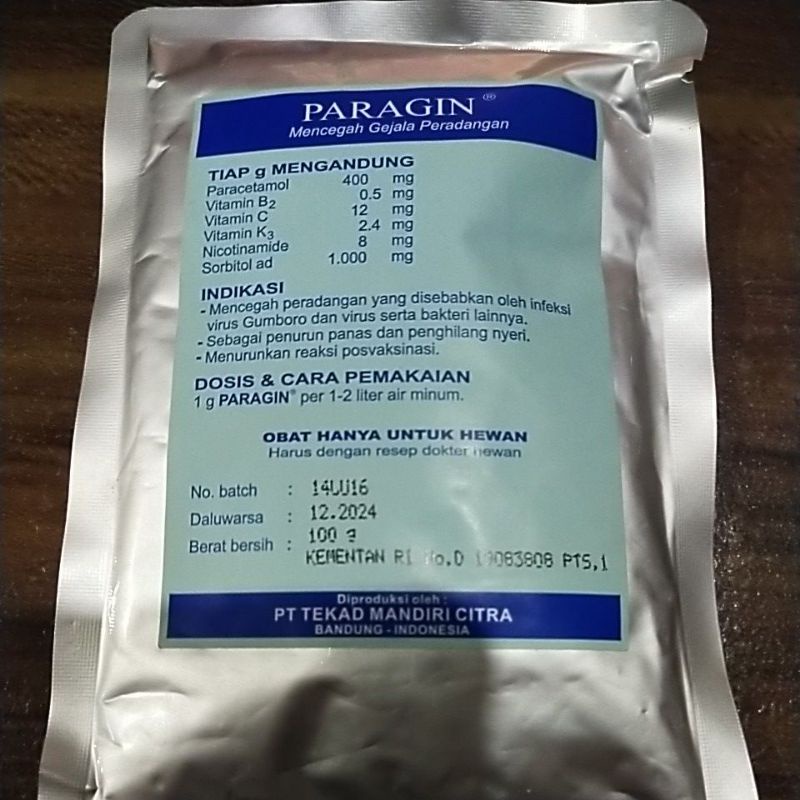 PARAGIN ®
Mencegah Gejala Peradangan
TIAP g MENGANDUNG
Paracetamol 400 mg
Vitamin B2 0.5 mg
Vitamin C 12 mg
Vitamin K3 2.4 mg
Nicotinamide 8 mg
Sorbitol ad 1.000 mg
INDIKASI
- Mencegah peradangan yang disebabkan oleh infeksi
virus Gumboro dan virus serta bakteri lainnya.
- Sebagai penurun panas dan penghilang nyeri.
- Menurunkan reaksi posvaksinasi.
DOSIS & CARA PEMAKAIAN
1 g PARAGIN® per 1-2 liter air minum.
OBAT HANYA UNTUK HEWAN
Harus dengan resep dokter hewan
No. batch : 14LU16
Daluwarsa : 12.2024
Berat bersih : 100 g
KEMENTAN RI No.D 19083808 PTS,1
Diproduksi oleh :
PT TEKAD MANDIRI CITRA
BANDUNG - INDONESIA